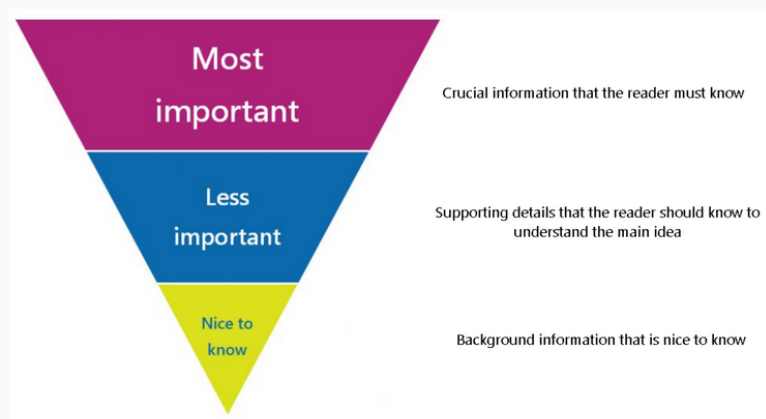 Most
important
Crucial information that the reader must know
Less
important
Supporting details that the reader should know to
understand the main idea
Nice to
know
Background information that is nice to know